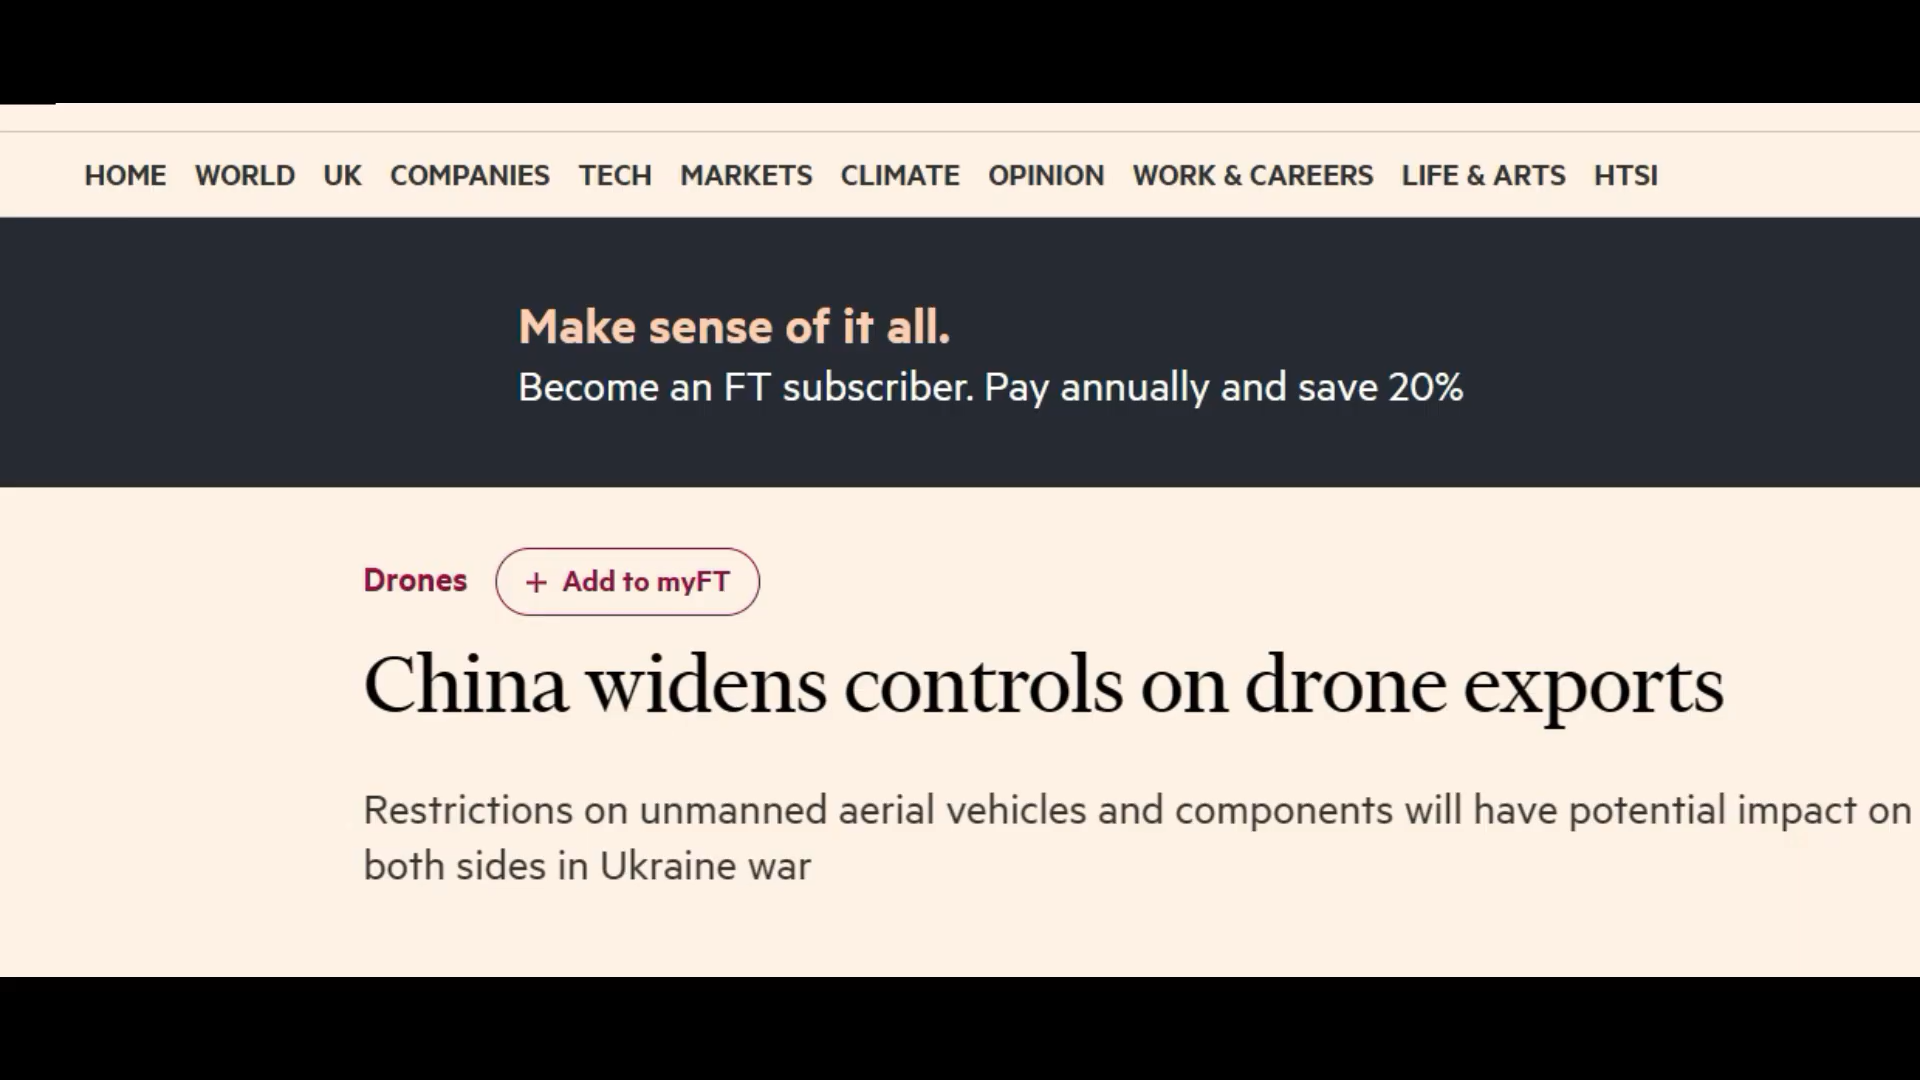 HOME WORLD UK COMPANIES TECH MARKETS CLIMATE OPINION WORK & CAREERS LIFE & ARTS HTSI
Make sense of it all.
Become an FT subscriber. Pay annually and save 20%
Drones + Add to myFT
China widens controls on drone exports
Restrictions on unmanned aerial vehicles and components will have potential impact on
both sides in Ukraine war